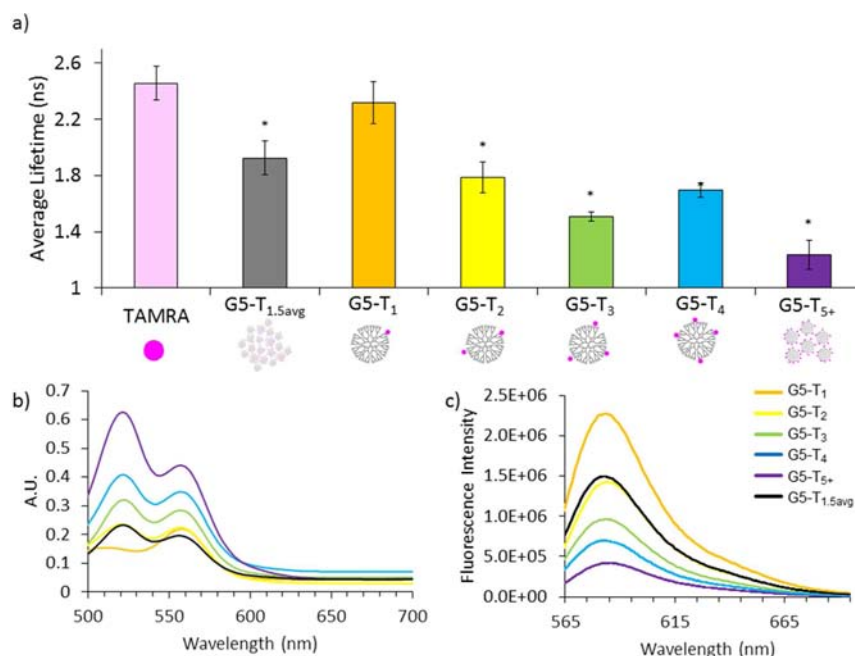 a)
Average Lifetime (ns)
2.6
2.2
1.8
1.4
1
*
*
*
*
*
TAMRA
G5-T1.5avg
G5-T1
G5-T2
G5-T3
G5-T4
G5-T5+
b)
A.U.
0.7
0.6
0.5
0.4
0.3
0.2
0.1
0
500
550
600
650
700
Wavelength (nm)
c)
Fluorescence Intensity
2.5E+06
2.0E+06
1.5E+06
1.0E+06
5.0E+05
0.0E+00
565
615
665
Wavelength (nm)
G5-T1
G5-T2
G5-T3
G5-T4
G5-T5+
G5-T1.5avg